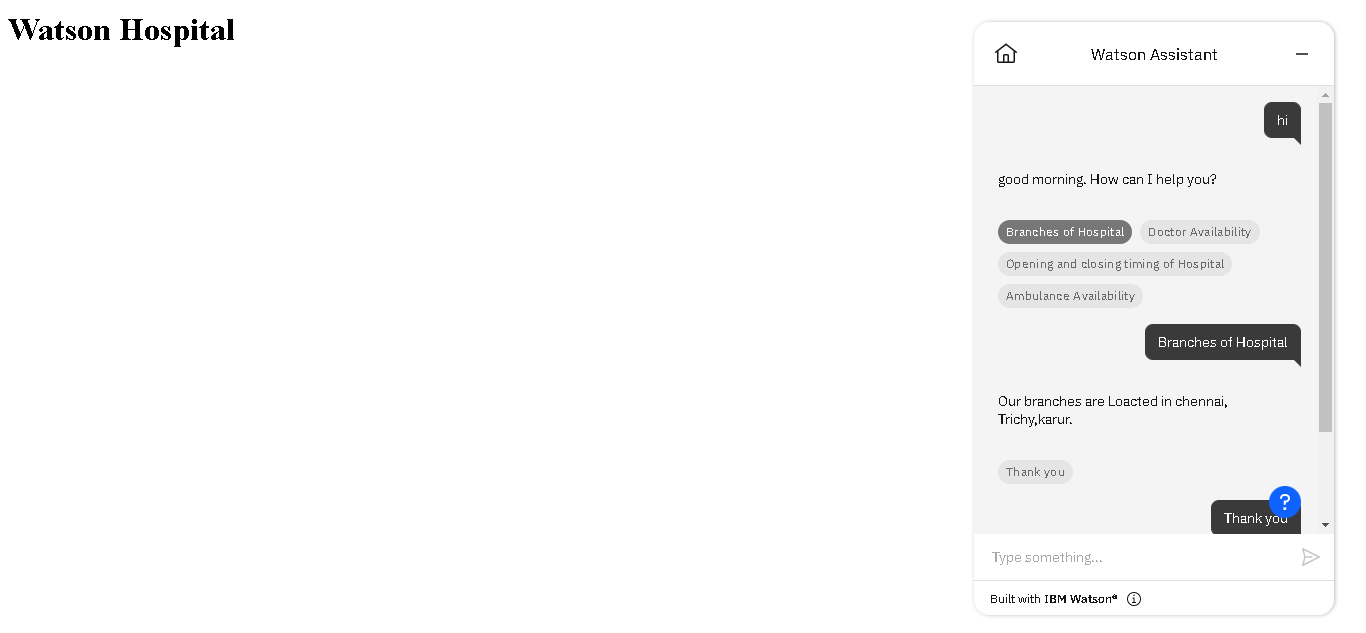 Watson Hospital
Watson Assistant
hi
good morning. How can I help you?
Branches of Hospital
Doctor Availability
Opening and closing timing of Hospital
Ambulance Availability
Branches of Hospital
Our branches are Loacted in chennai,
Trichy,karur.
Thank you
?
Thank you
Type something...
Built with IBM Watson®